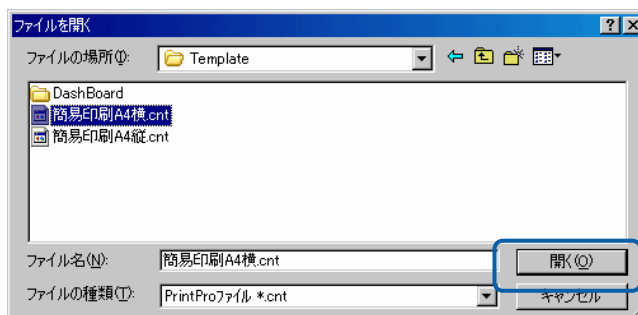 ファイルを開く
ファイルの場所(I):
Template
DashBoard
簡易印刷A4横.cnt
簡易印刷A4縦.cnt
ファイル名(N):
簡易印刷A4横.cnt
開く(O)
ファイルの種類(T):
PrintProファイル *.cnt
キャンセル